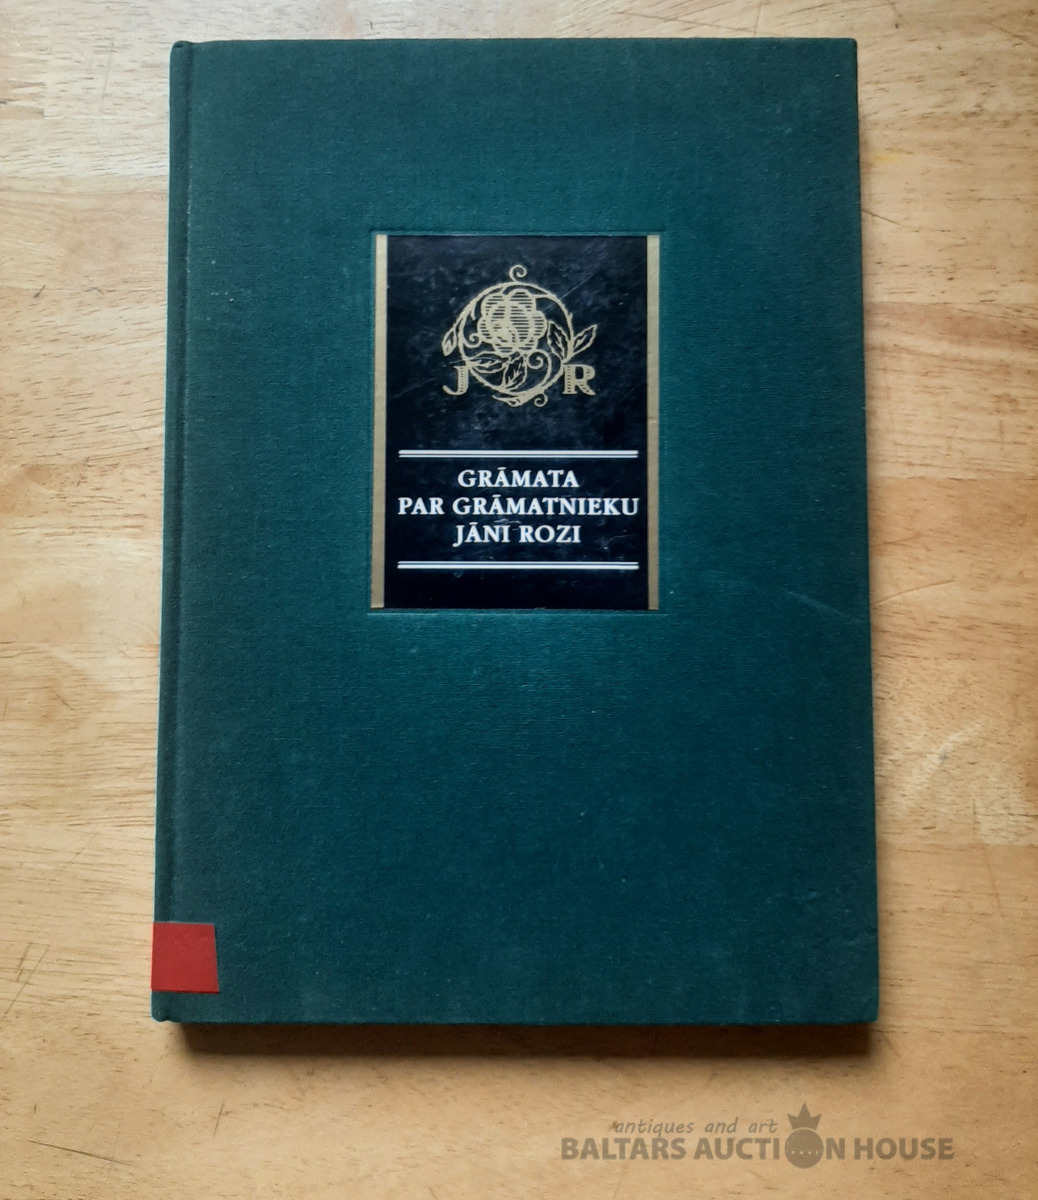 J R
GRĀMATA
PAR GRĀMATNIEKU
JĀNI ROZI
antiques and art
BALTARS AUCTION HOUSE